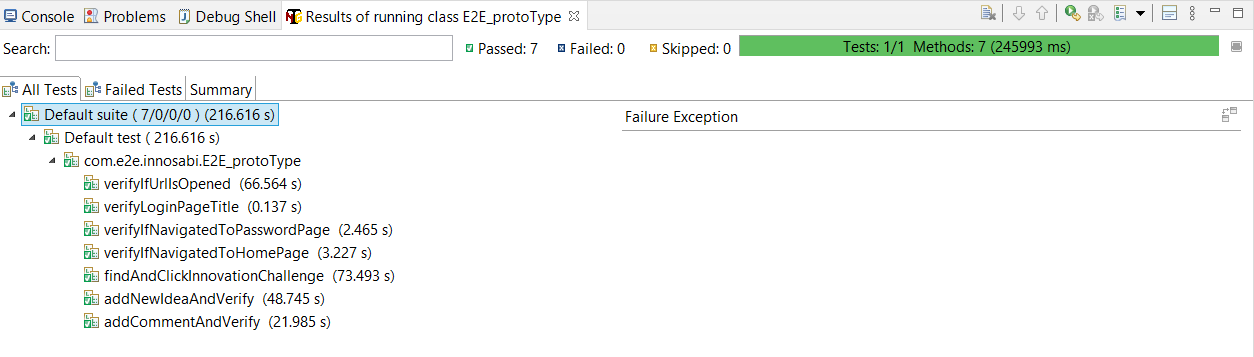 Console Problems Debug Shell Results of running class E2E_protoType
Search: Passed: 7 Failed: 0 Skipped: 0 Tests: 1/1 Methods: 7 (245993 ms)
All Tests Failed Tests Summary
Default suite ( 7/0/0/0 ) (216.616 s)
Failure Exception
Default test ( 216.616 s)
com.e2e.innosabi.E2E_protoType
verifyIfUrlIsOpened (66.564 s)
verifyLoginPageTitle (0.137 s)
verifyIfNavigatedToPasswordPage (2.465 s)
verifyIfNavigatedToHomePage (3.227 s)
findAndClickInnovationChallenge (73.493 s)
addNewIdeaAndVerify (48.745 s)
addCommentAndVerify (21.985 s)